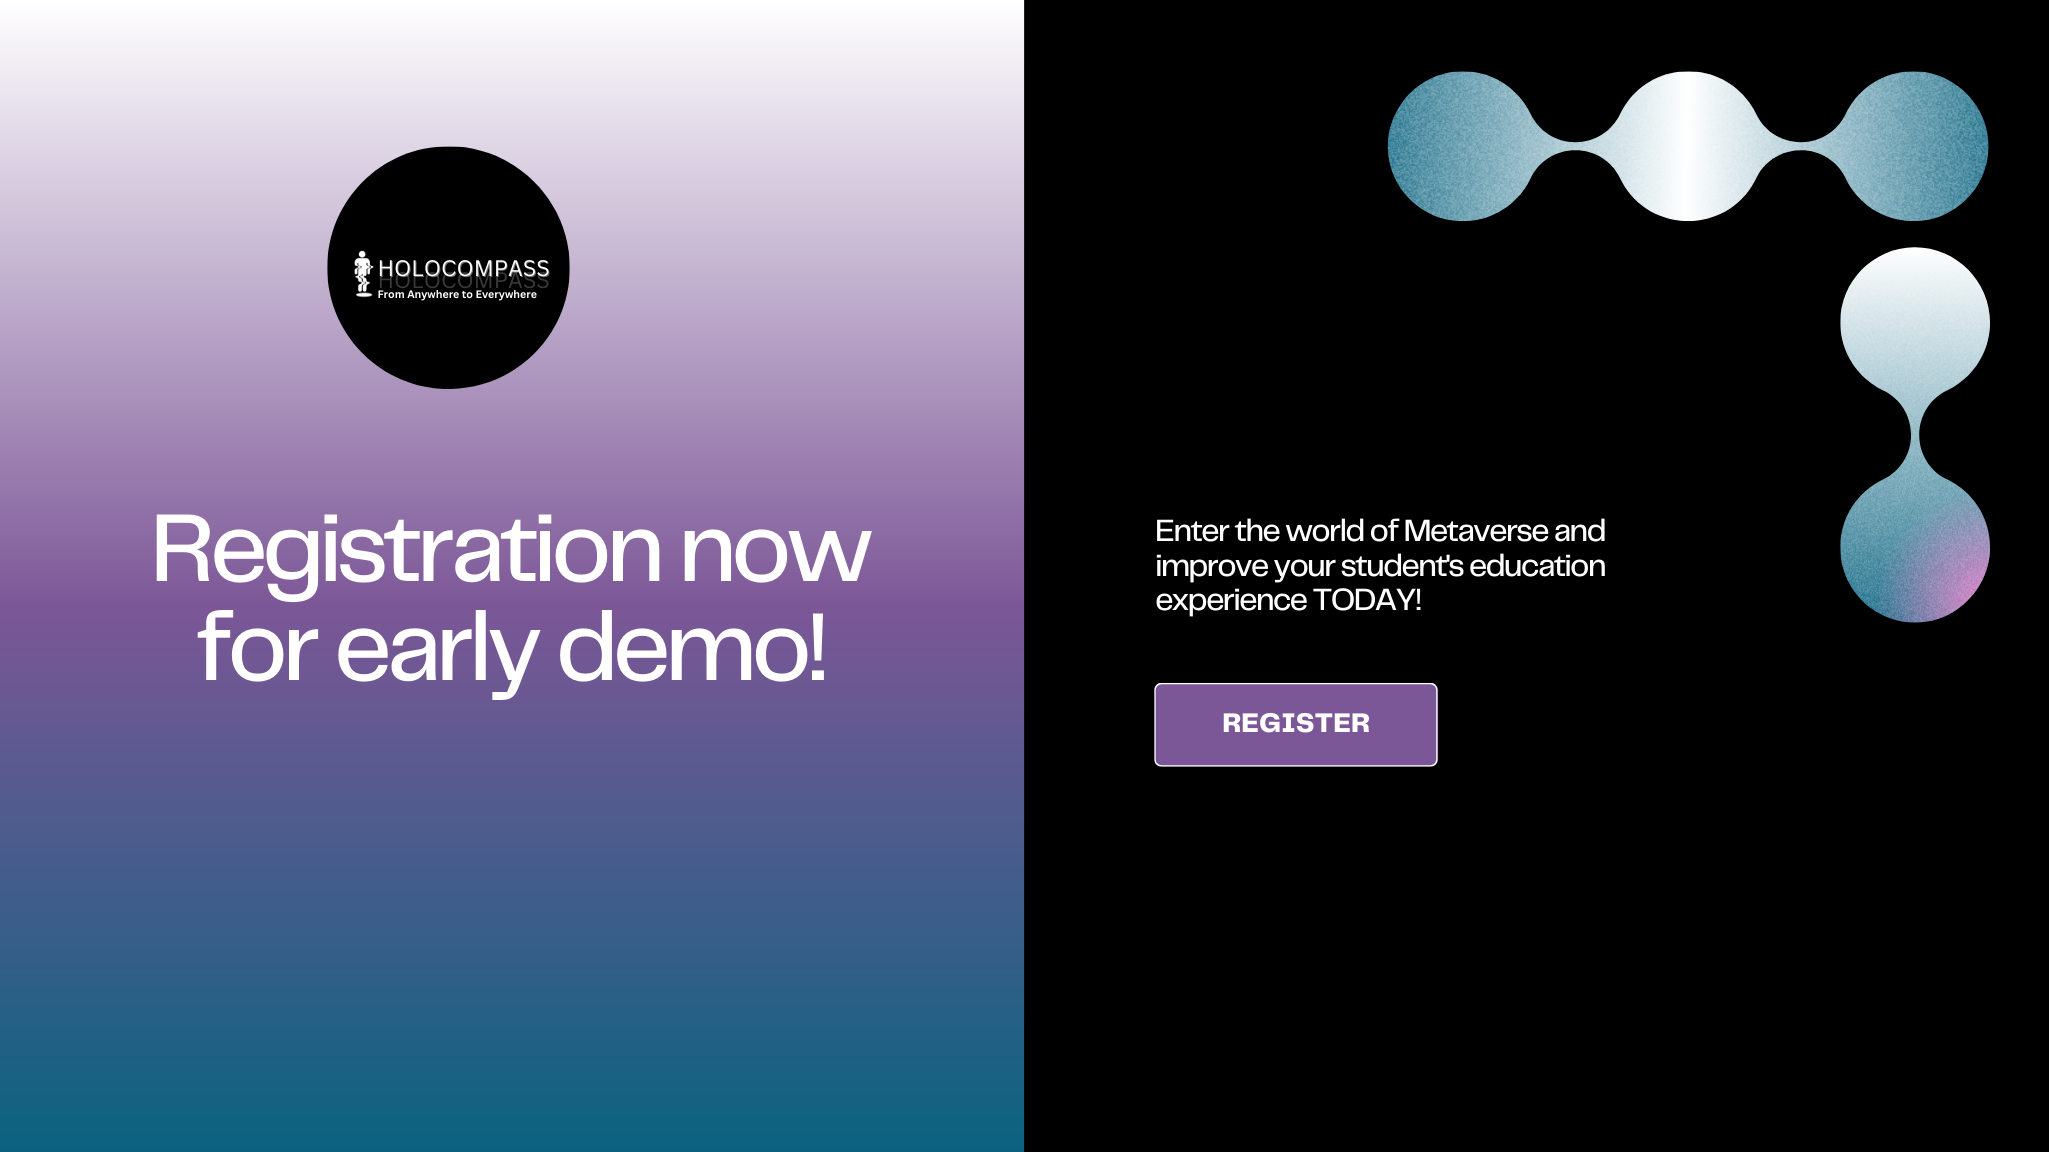 HOLOCOMPASS
HOLOCOMPASS
From Anywhere to Everywhere
Registration now
for early demo!
Enter the world of Metaverse and
improve your student's education
experience TODAY!
REGISTER